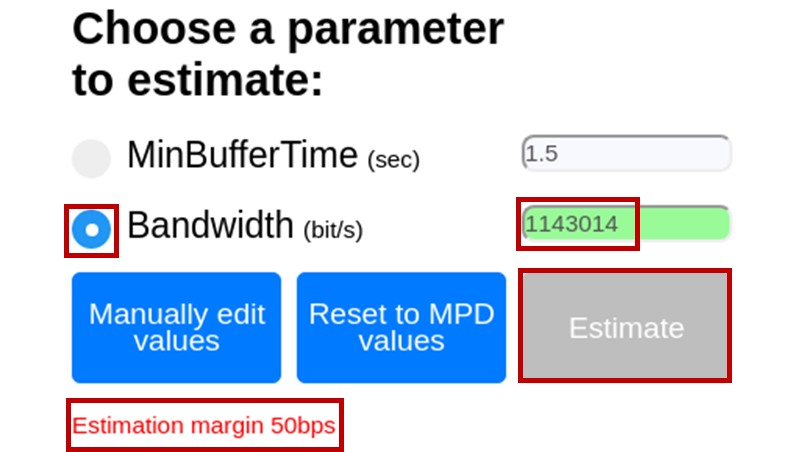 Choose a parameter
to estimate:
MinBufferTime (sec) 1.5
Bandwidth (bit/s) 1143014
Manually edit
values
Reset to MPD
values
Estimate
Estimation margin 50bps